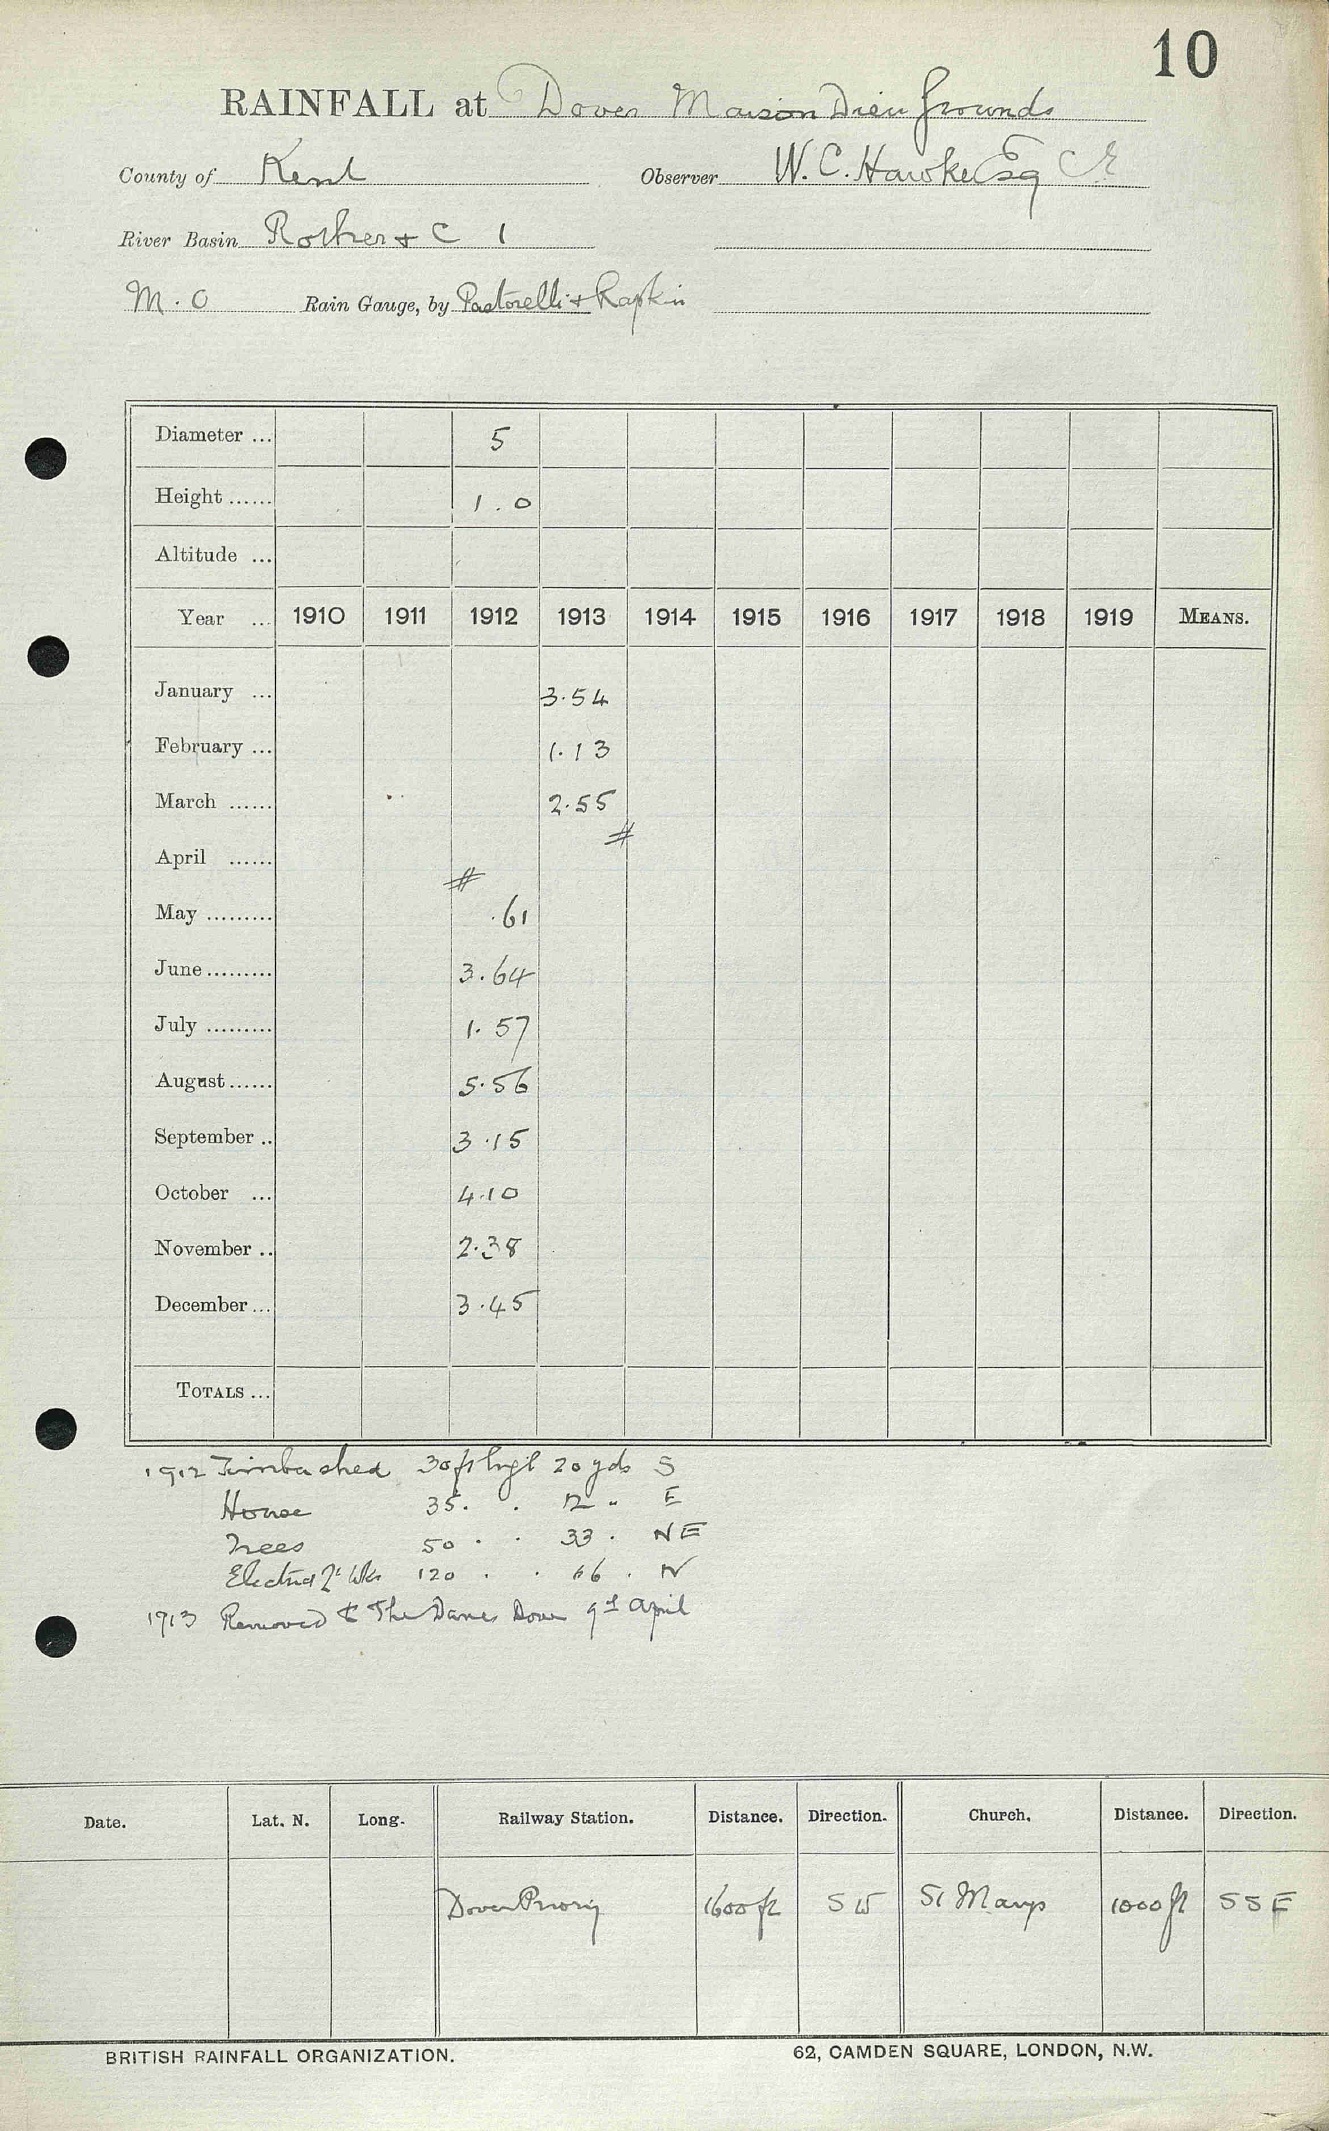 10
RAINFALL at Dover Maison Dieu Grounds
County of Kent Observer W. C. Hawke Esq C E
River Basin Rother + C 1
M. O Rain Gauge, by Pastorelli + Rapkin
Diameter ... 5
Height ...... 1.0
Altitude ...
Year ... 1910 1911 1912 1913 1914 1915 1916 1917 1918 1919 MEANS.
January ... 3.54
February ... 1.13
March ...... 2.55
#
April ......
#
May ......... .61
June ......... 3.64
July ......... 1.57
August ...... 5.56
September .. 3.15
October ... 4.10
November .. 2.38
December ... 3.45
TOTALS ...
1912 Timber shed 30 ft high 20 yds S
House 35 . . 12 " E
Trees 50 . . 33 . NE
Electric Lt Wks 120 . . 66 . N
1913 Removed to The Danes Dover 9th April
Date. Lat. N. Long. Railway Station. Distance. Direction. Church. Distance. Direction.
Dover Priory 1600 ft SW St Marys 1000 ft SSE
BRITISH RAINFALL ORGANIZATION. 62, CAMDEN SQUARE, LONDON, N.W.